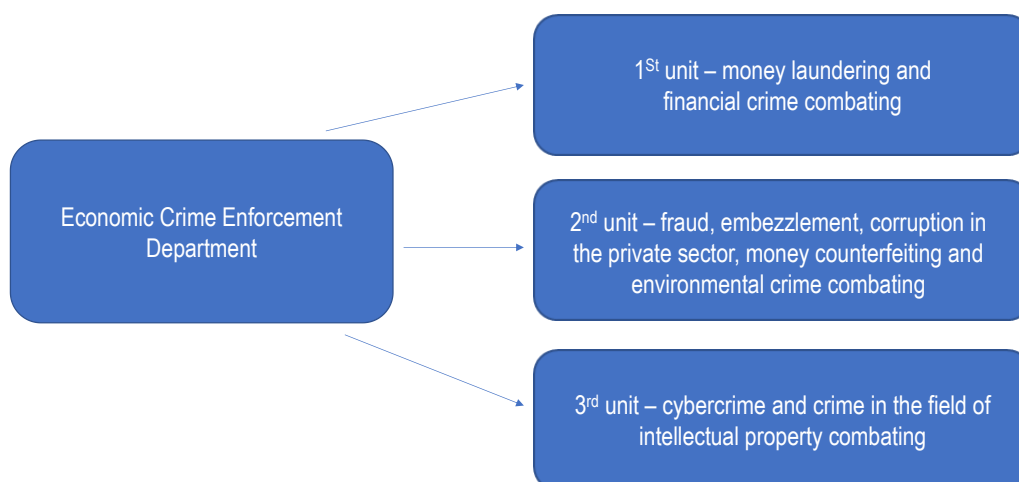 1St unit – money laundering and
financial crime combating
Economic Crime Enforcement
Department
2nd unit – fraud, embezzlement, corruption in
the private sector, money counterfeiting and
environmental crime combating
3rd unit – cybercrime and crime in the field of
intellectual property combating